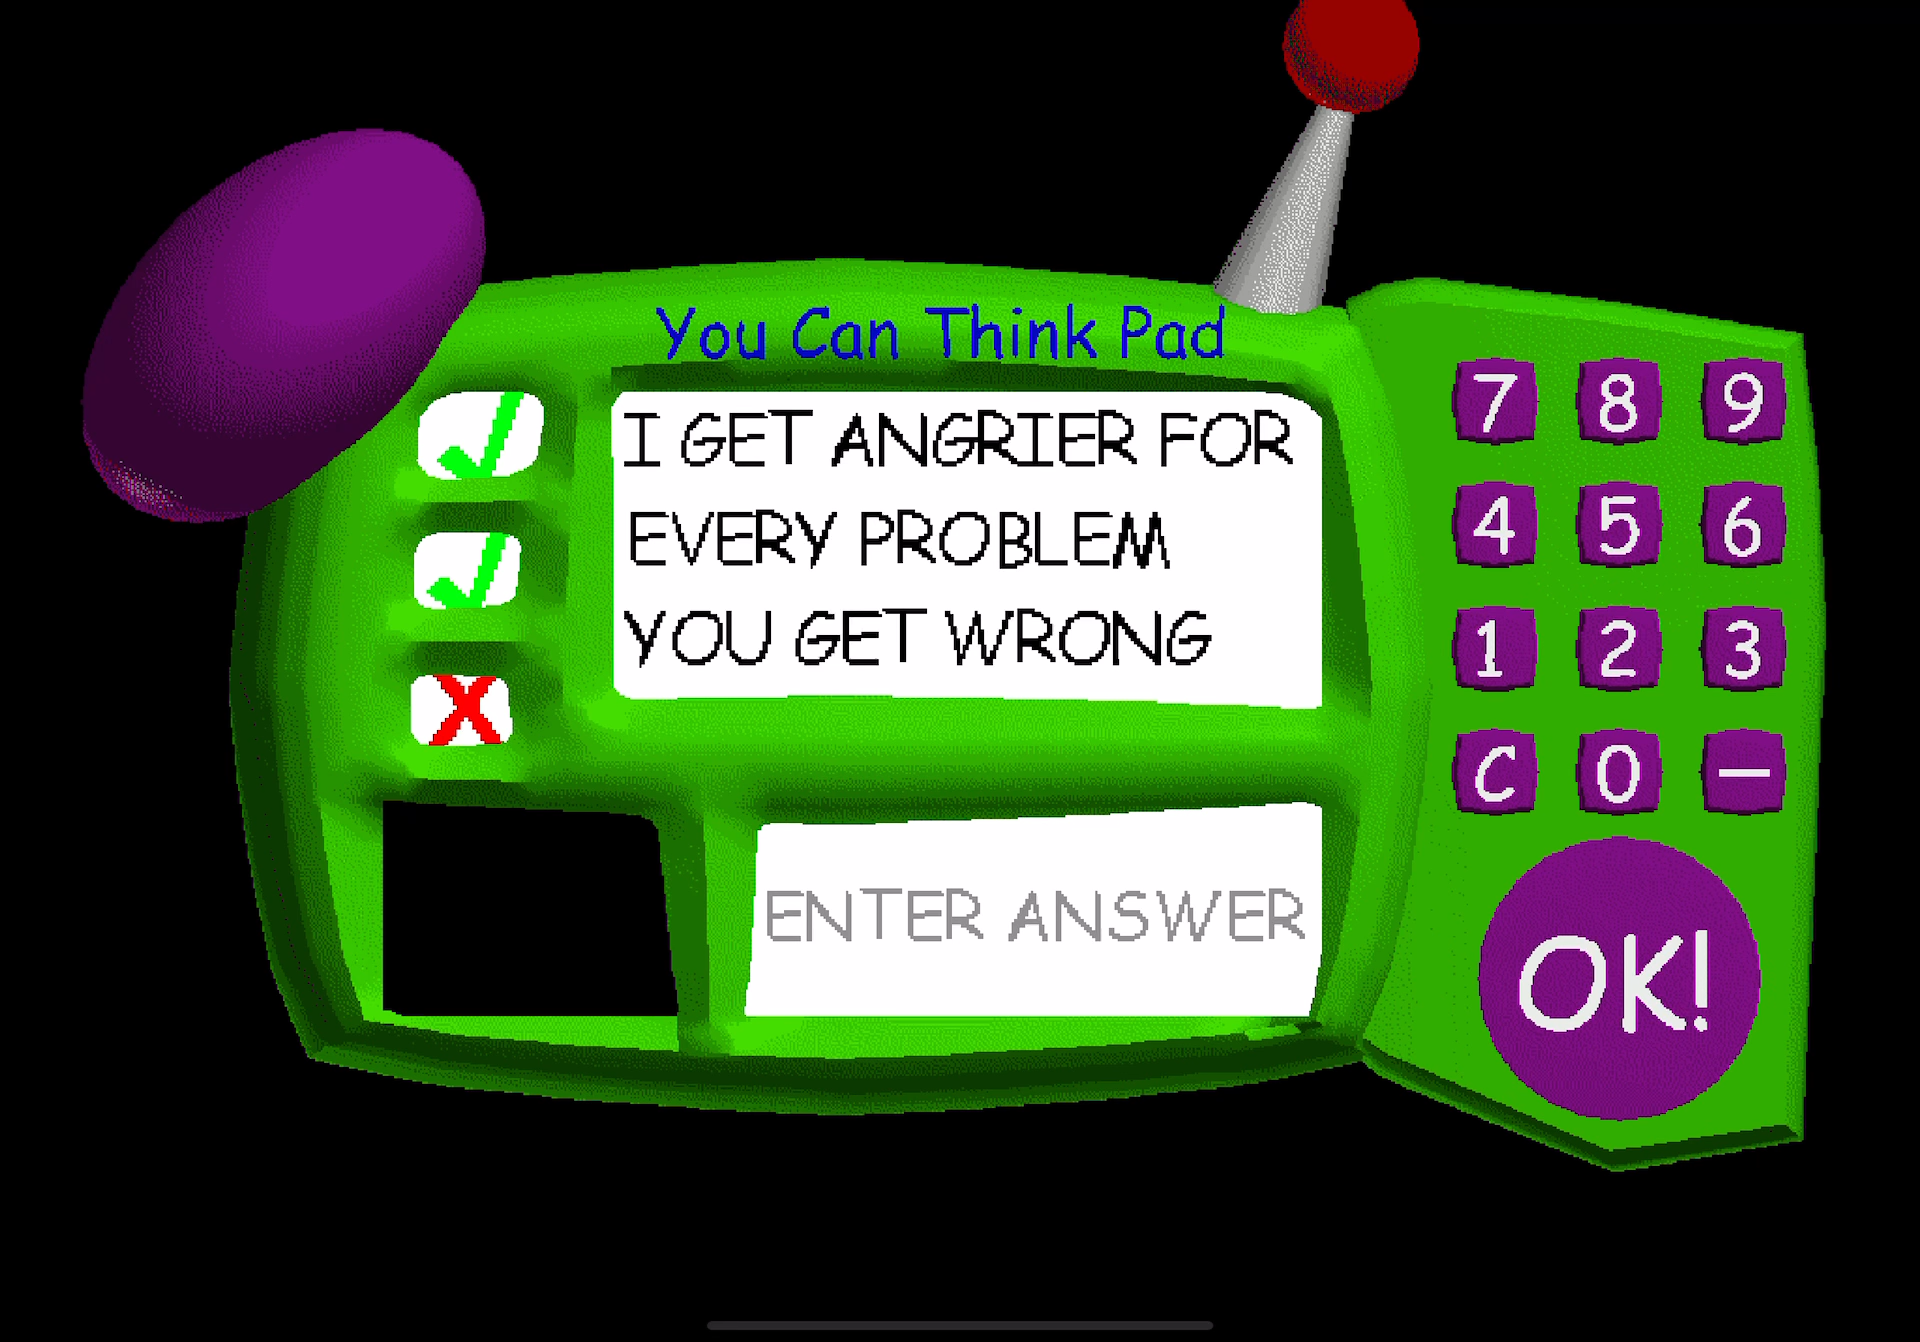 You Can Think Pad
I GET ANGRIER FOR
EVERY PROBLEM
YOU GET WRONG
ENTER ANSWER
7 8 9
4 5 6
1 2 3
C 0 –
OK!